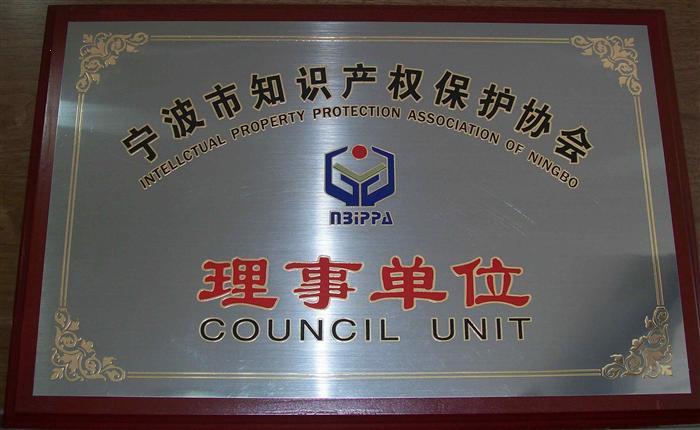 宁波市知识产权保护协会
INTELLCTUAL PROPERTY PROTECTION ASSOCIATION OF NINGBO
NBIPPA
理事单位
COUNCIL UNIT